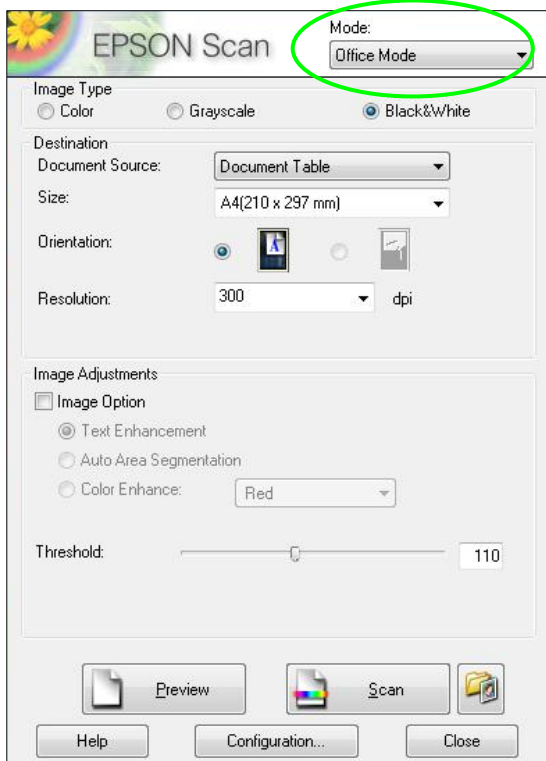 Mode:
EPSON Scan
Office Mode
Image Type
Color Grayscale Black&White
Destination
Document Source: Document Table
Size: A4(210 x 297 mm)
Orientation: A
Resolution: 300 dpi
Image Adjustments
Image Option
Text Enhancement
Auto Area Segmentation
Color Enhance: Red
Threshold: 110
Preview Scan
Help Configuration... Close